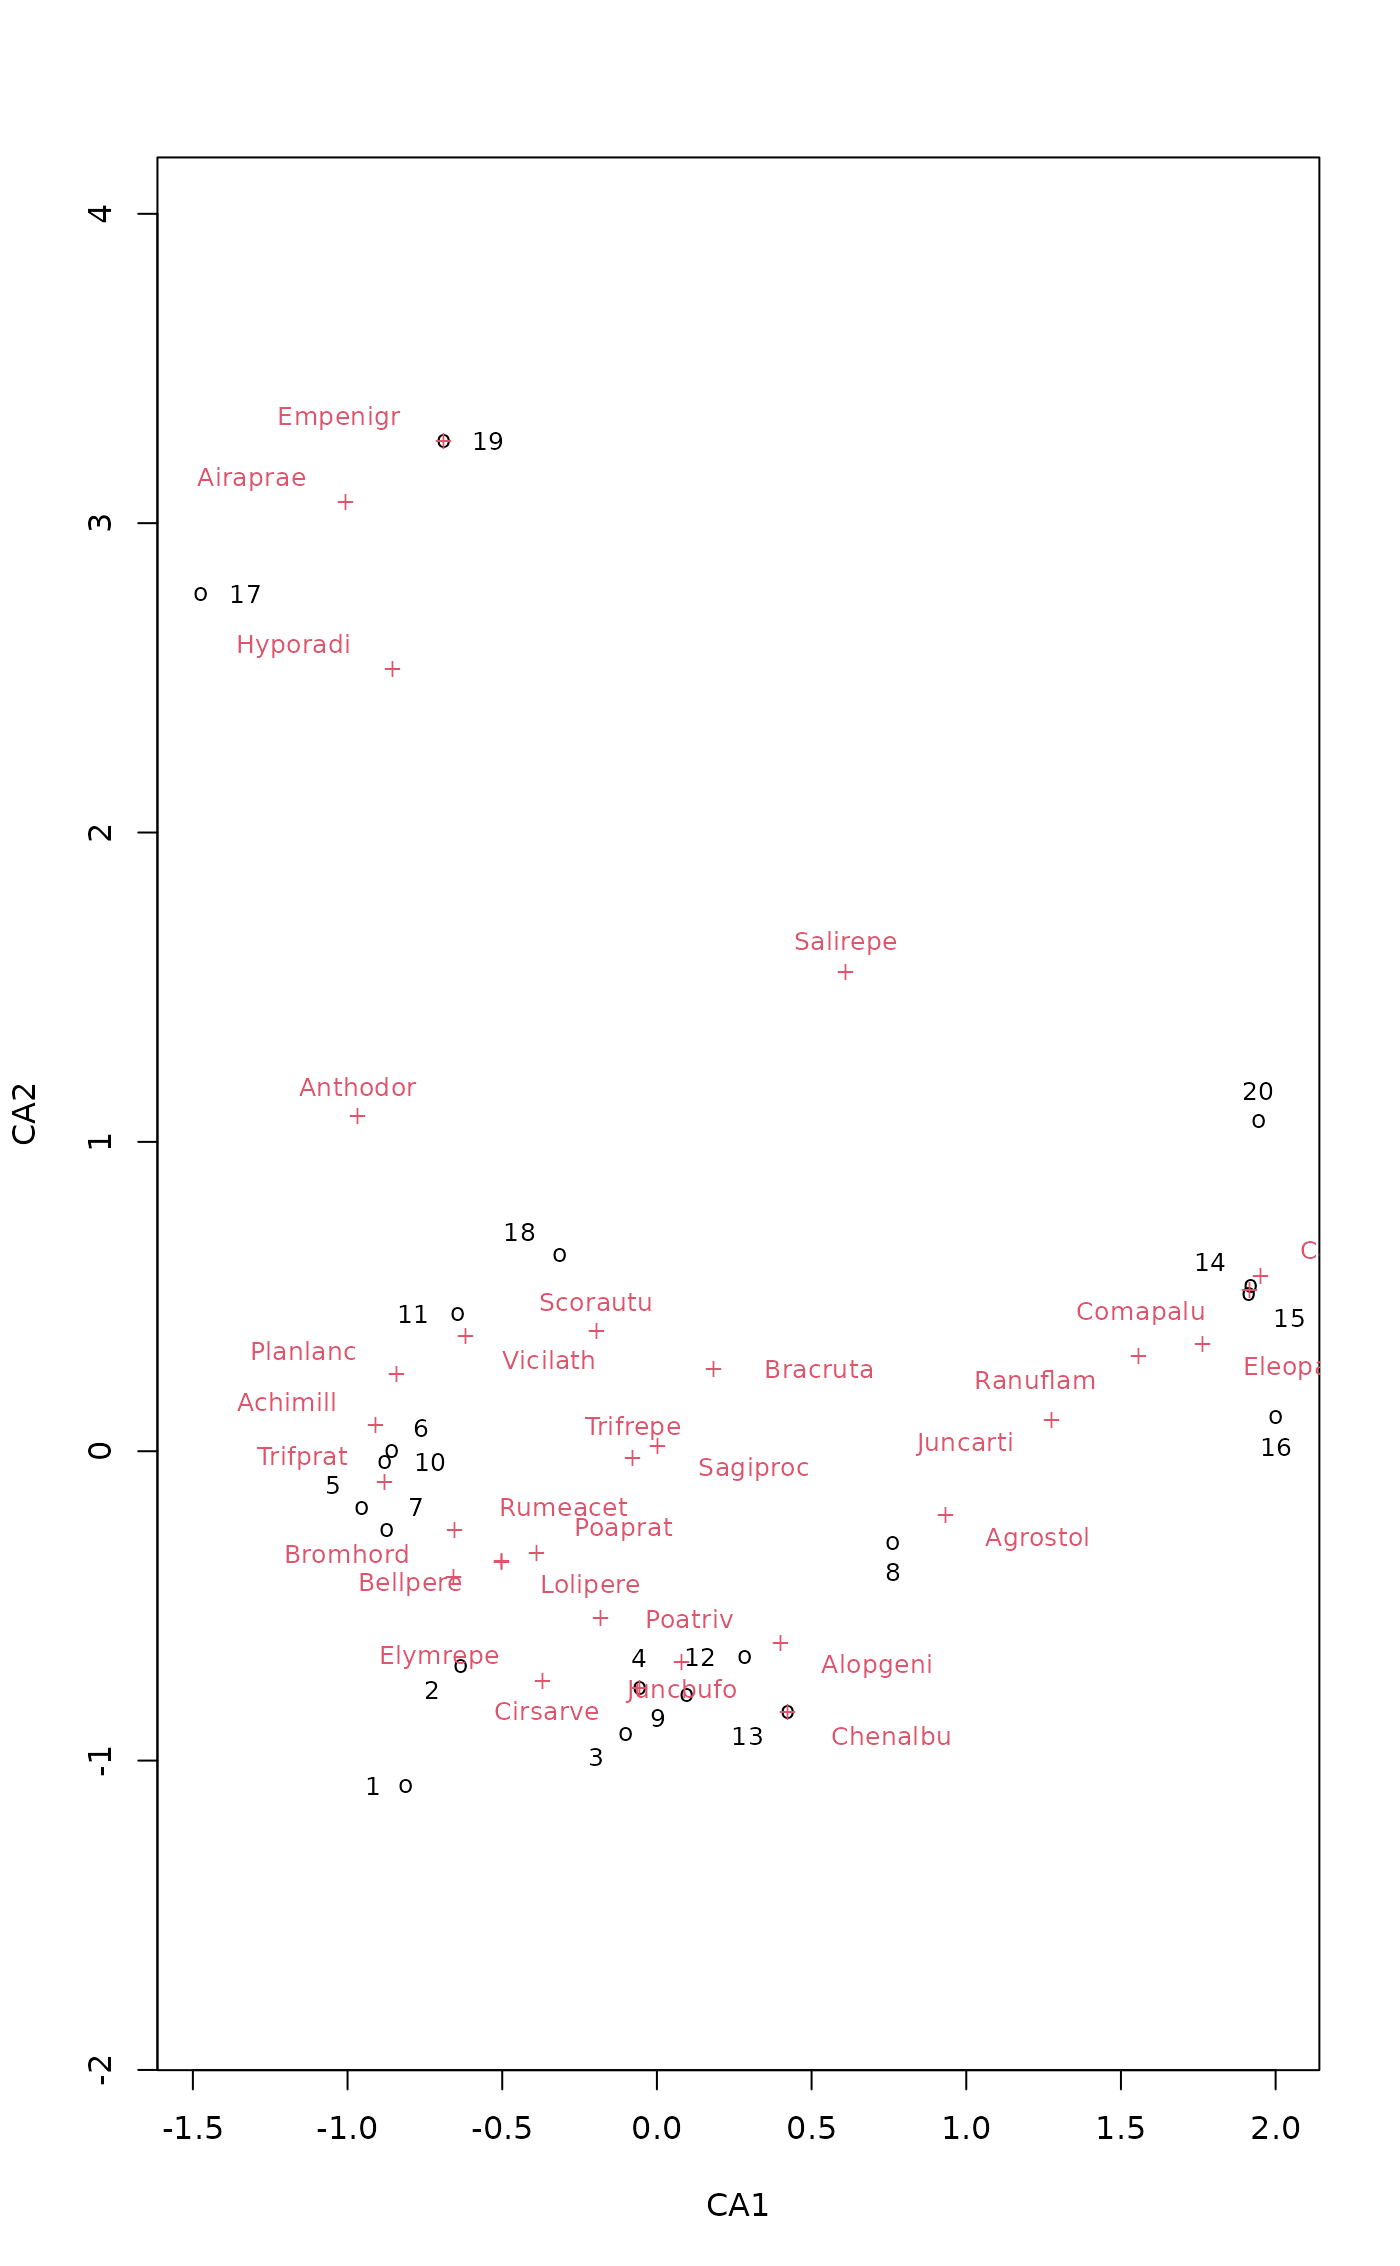 4
Empenigr
19
Airaprae
3
17
Hyporadi
2
Salirepe
Anthodor
20
1
CA2
18
14
C
Scorautu
11
Comapalu
15
Planlanc
Vicilath
Bracruta
Eleopa
Ranuflam
Achimill
6
Trifrepe
Juncarti
16
0
Trifprat
10
Sagiproc
5
7
Rumeacet
Poaprat
Agrostol
Bromhord
8
Bellpere
Lolipere
Poatriv
Elymrepe
4
12
Alopgeni
2
Juncbufo
Cirsarve
9
13
Chenalbu
3
-1
1
-2
-1.5 -1.0 -0.5 0.0 0.5 1.0 1.5 2.0
CA1